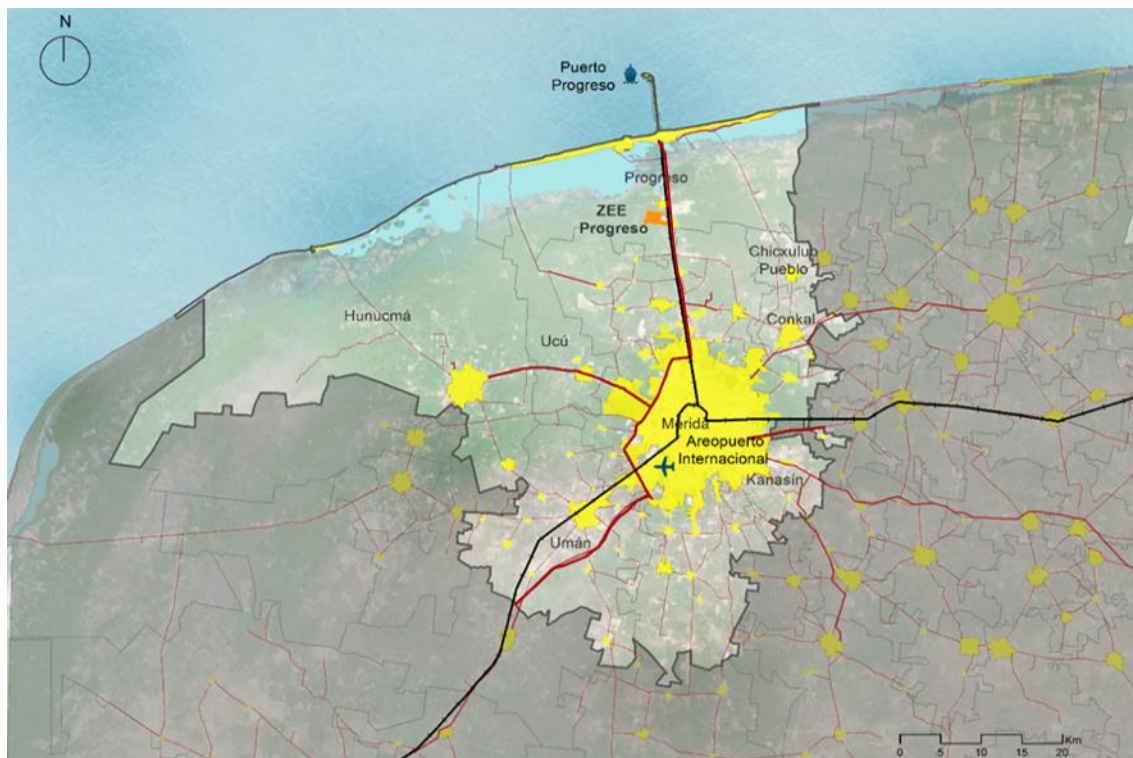 N
Puerto
Progreso
Progreso
ZEE
Progreso
Chicxulub
Pueblo
Hunucmá
Conkal
Ucú
Mérida
Areopuerto
Internacional
Kanasín
Umán
Km
0 5 10 15 20